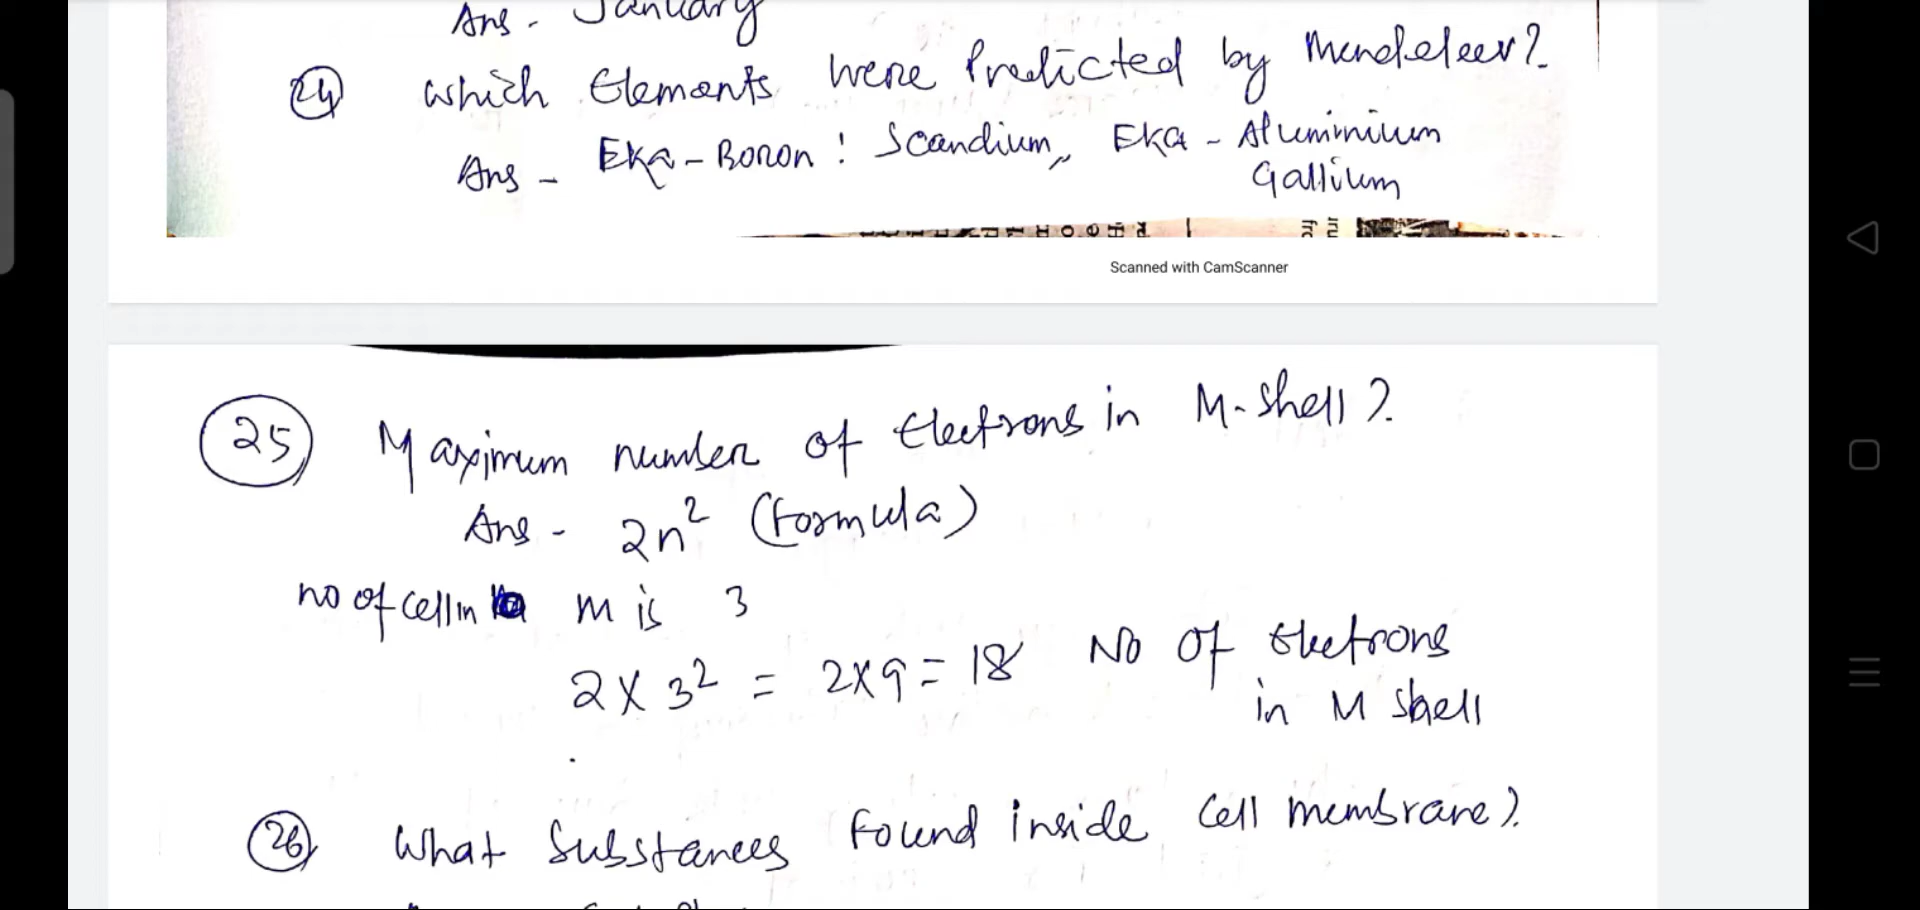 Ans - January
24 Which Elements were Predicted by Mendeleev?
Ans - Eka-Boron : Scandium, Eka - Aluminium
Gallium
Scanned with CamScanner
25 Maximum number of Electrons in M-shell?
Ans - 2n² (formula)
no of cell in m is 3
2 X 3² = 2x9 = 18 No of Electrons
in M shell
26 What Substances found inside Cell membrane?